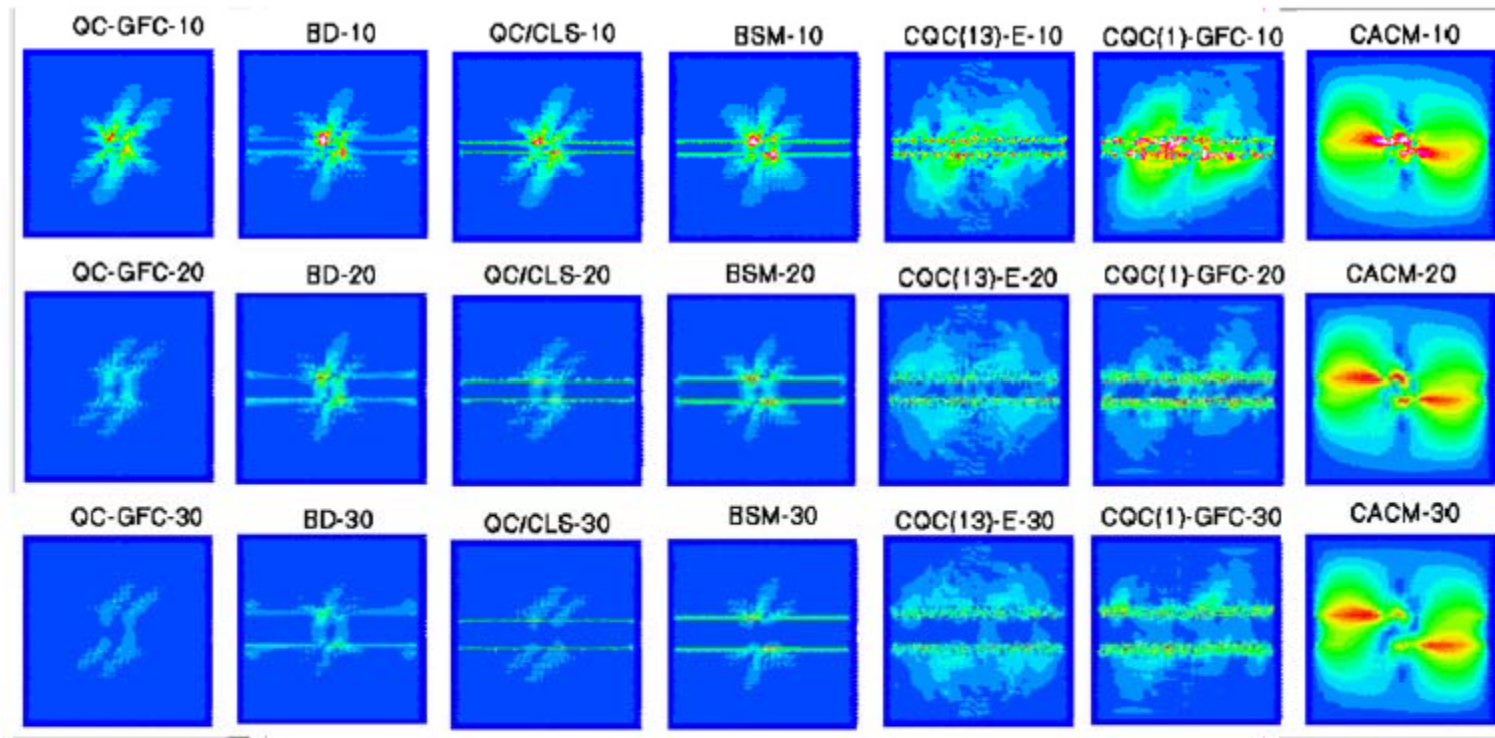 QC-GFC-10 BD-10 QC/CLS-10 BSM-10 CQC(13)-E-10 CQC(1)-GFC-10 CACM-10
QC-GFC-20 BD-20 QC/CLS-20 BSM-20 CQC(13)-E-20 CQC(1)-GFC-20 CACM-20
QC-GFC-30 BD-30 QC/CLS-30 BSM-30 CQC(13)-E-30 CQC(1)-GFC-30 CACM-30